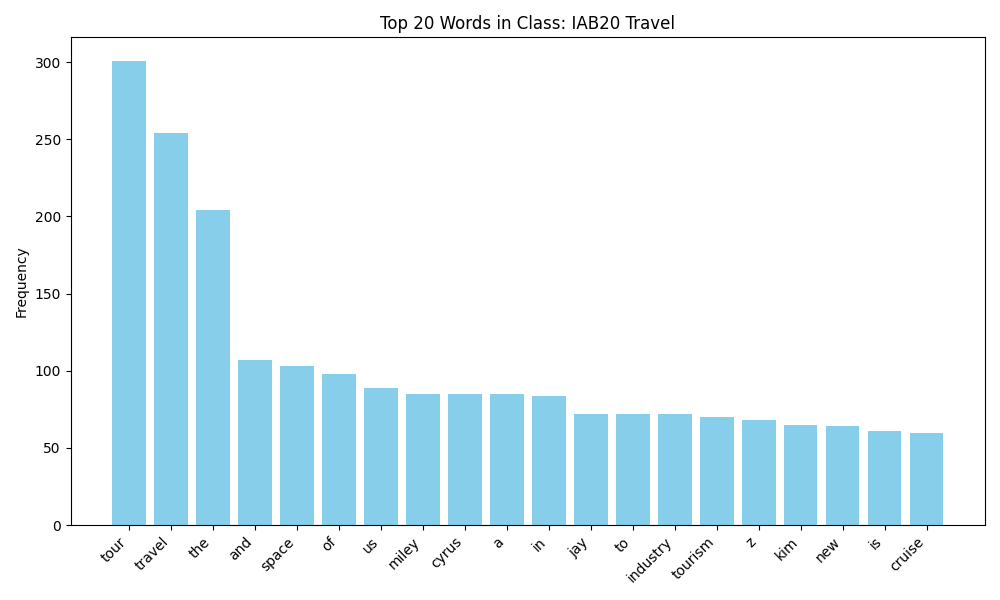 Top 20 Words in Class: IAB20 Travel
Frequency
300
250
200
150
100
50
0
tour
travel
the
and
space
of
us
miley
cyrus
a
in
jay
to
industry
tourism
z
kim
new
is
cruise